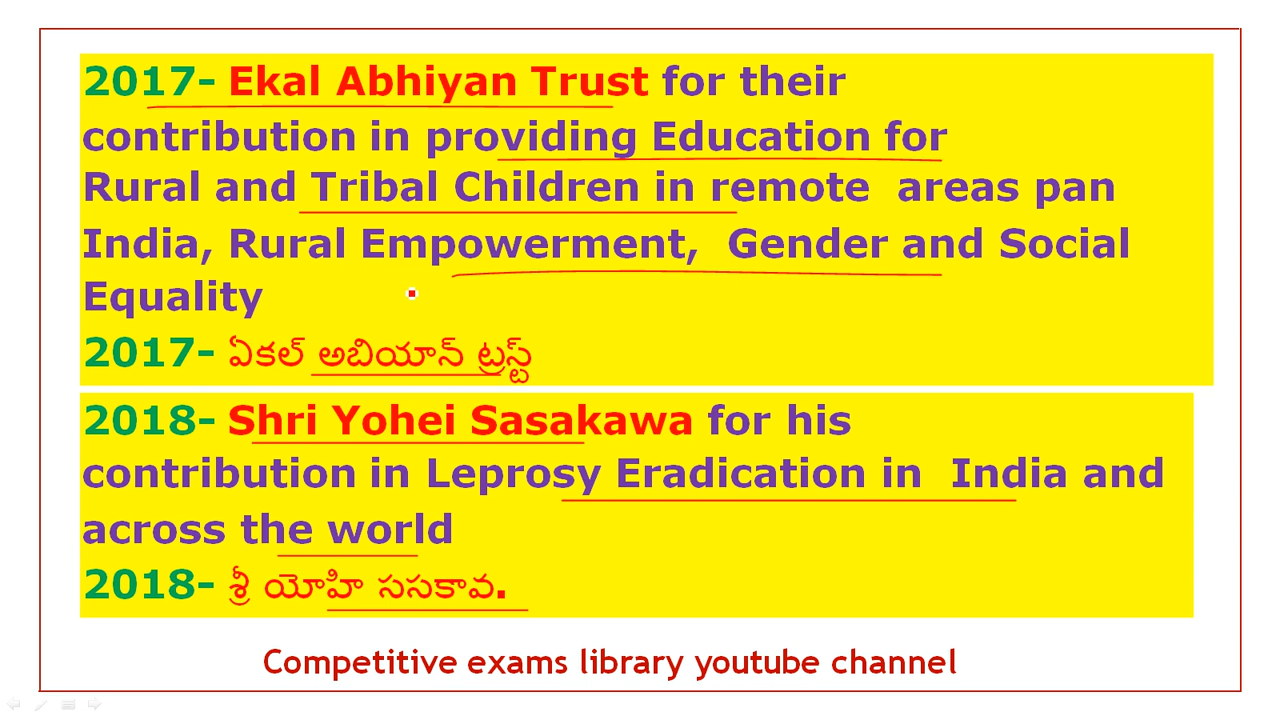 2017- Ekal Abhiyan Trust for their
contribution in providing Education for
Rural and Tribal Children in remote areas pan
India, Rural Empowerment, Gender and Social
Equality
2017- ఏకల్ అబియాన్ ట్రస్ట్
2018- Shri Yohei Sasakawa for his
contribution in Leprosy Eradication in India and
across the world
2018- శ్రీ యోహి ససకావ.
Competitive exams library youtube channel